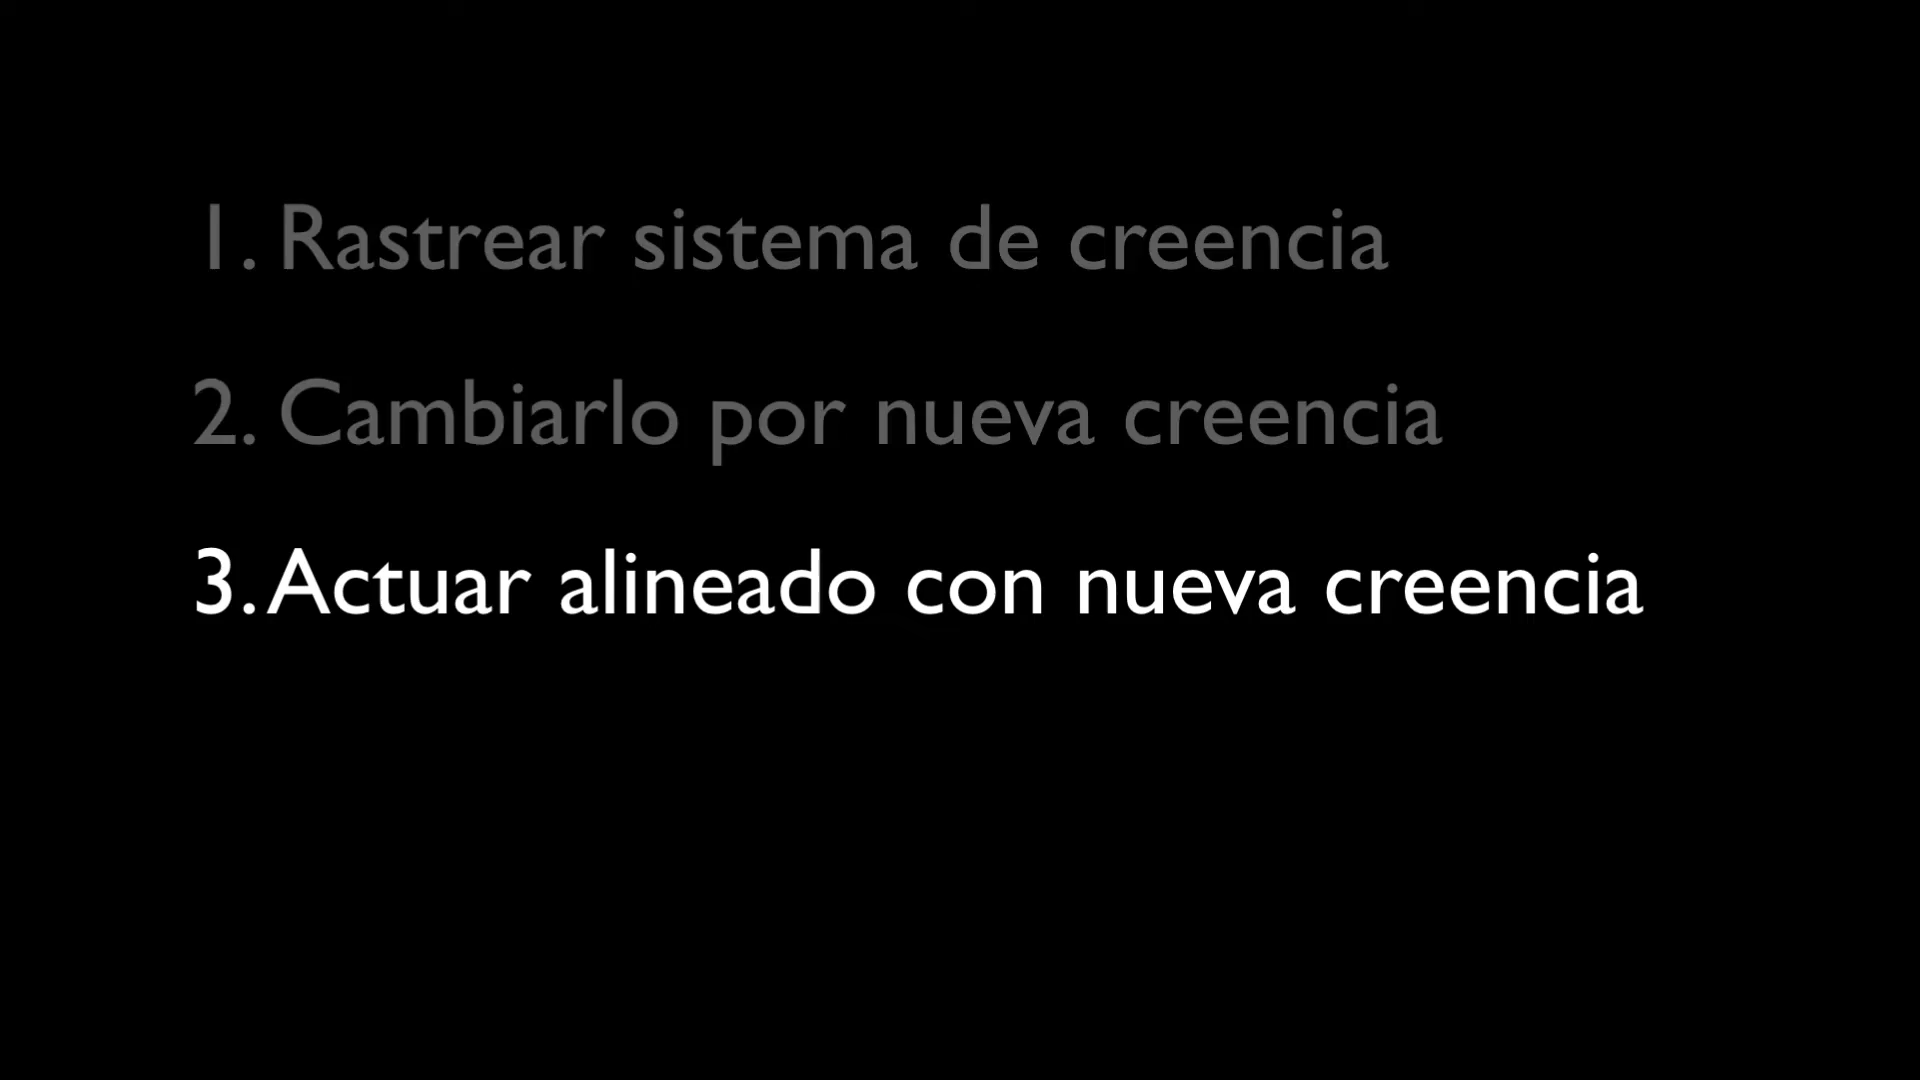 1. Rastrear sistema de creencia
2. Cambiarlo por nueva creencia
3. Actuar alineado con nueva creencia